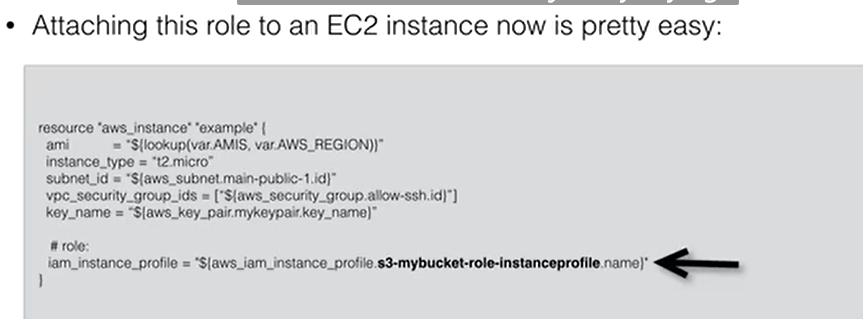 • Attaching this role to an EC2 instance now is pretty easy:
resource "aws_instance" "example" {
ami = "${lookup(var.AMIS, var.AWS_REGION)}"
instance_type = "t2.micro"
subnet_id = "${aws_subnet.main-public-1.id}"
vpc_security_group_ids = ["${aws_security_group.allow-ssh.id}"]
key_name = "${aws_key_pair.mykeypair.key_name}"
# role:
iam_instance_profile = "${aws_iam_instance_profile.s3-mybucket-role-instanceprofile.name}"
}